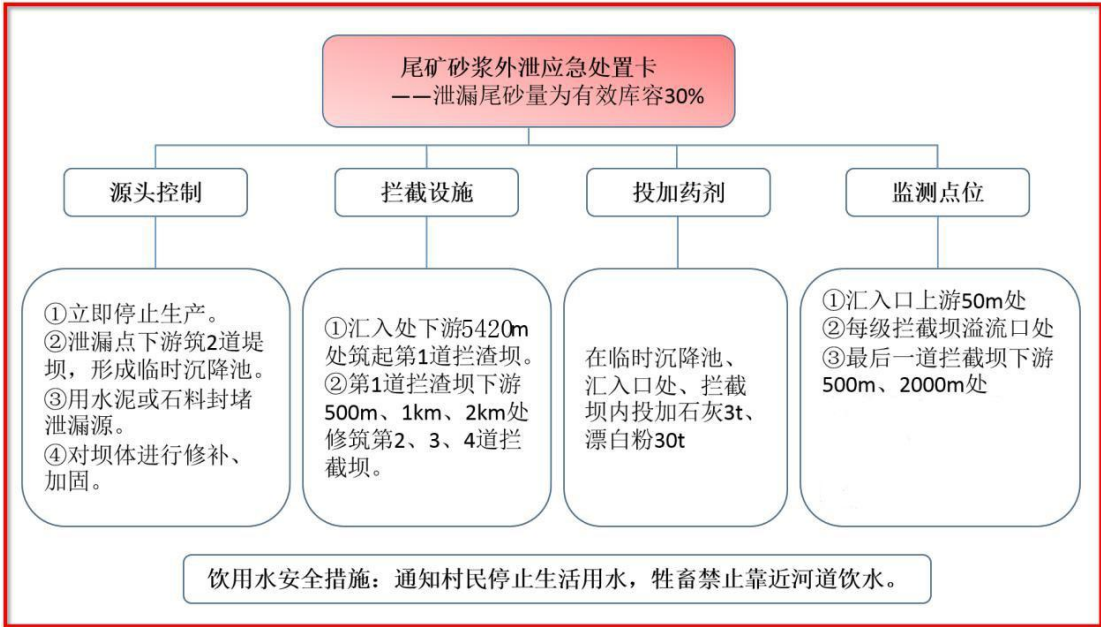 尾矿砂浆外泄应急处置卡
——泄漏尾砂量为有效库容30%
源头控制
拦截设施
投加药剂
监测点位
①立即停止生产。
②泄漏点下游筑2道堤
坝，形成临时沉降池。
③用水泥或石料封堵
泄漏源。
④对坝体进行修补、
加固。
①汇入处下游5420m
处筑起第1道拦渣坝。
②第1道拦渣坝下游
500m、1km、2km处
修筑第2、3、4道拦
截坝。
在临时沉降池、
汇入口处、拦截
坝内投加石灰3t、
漂白粉30t
①汇入口上游50m处
②每级拦截坝溢流口处
③最后一道拦截坝下游
500m、2000m处
饮用水安全措施：通知村民停止生活用水，牲畜禁止靠近河道饮水。